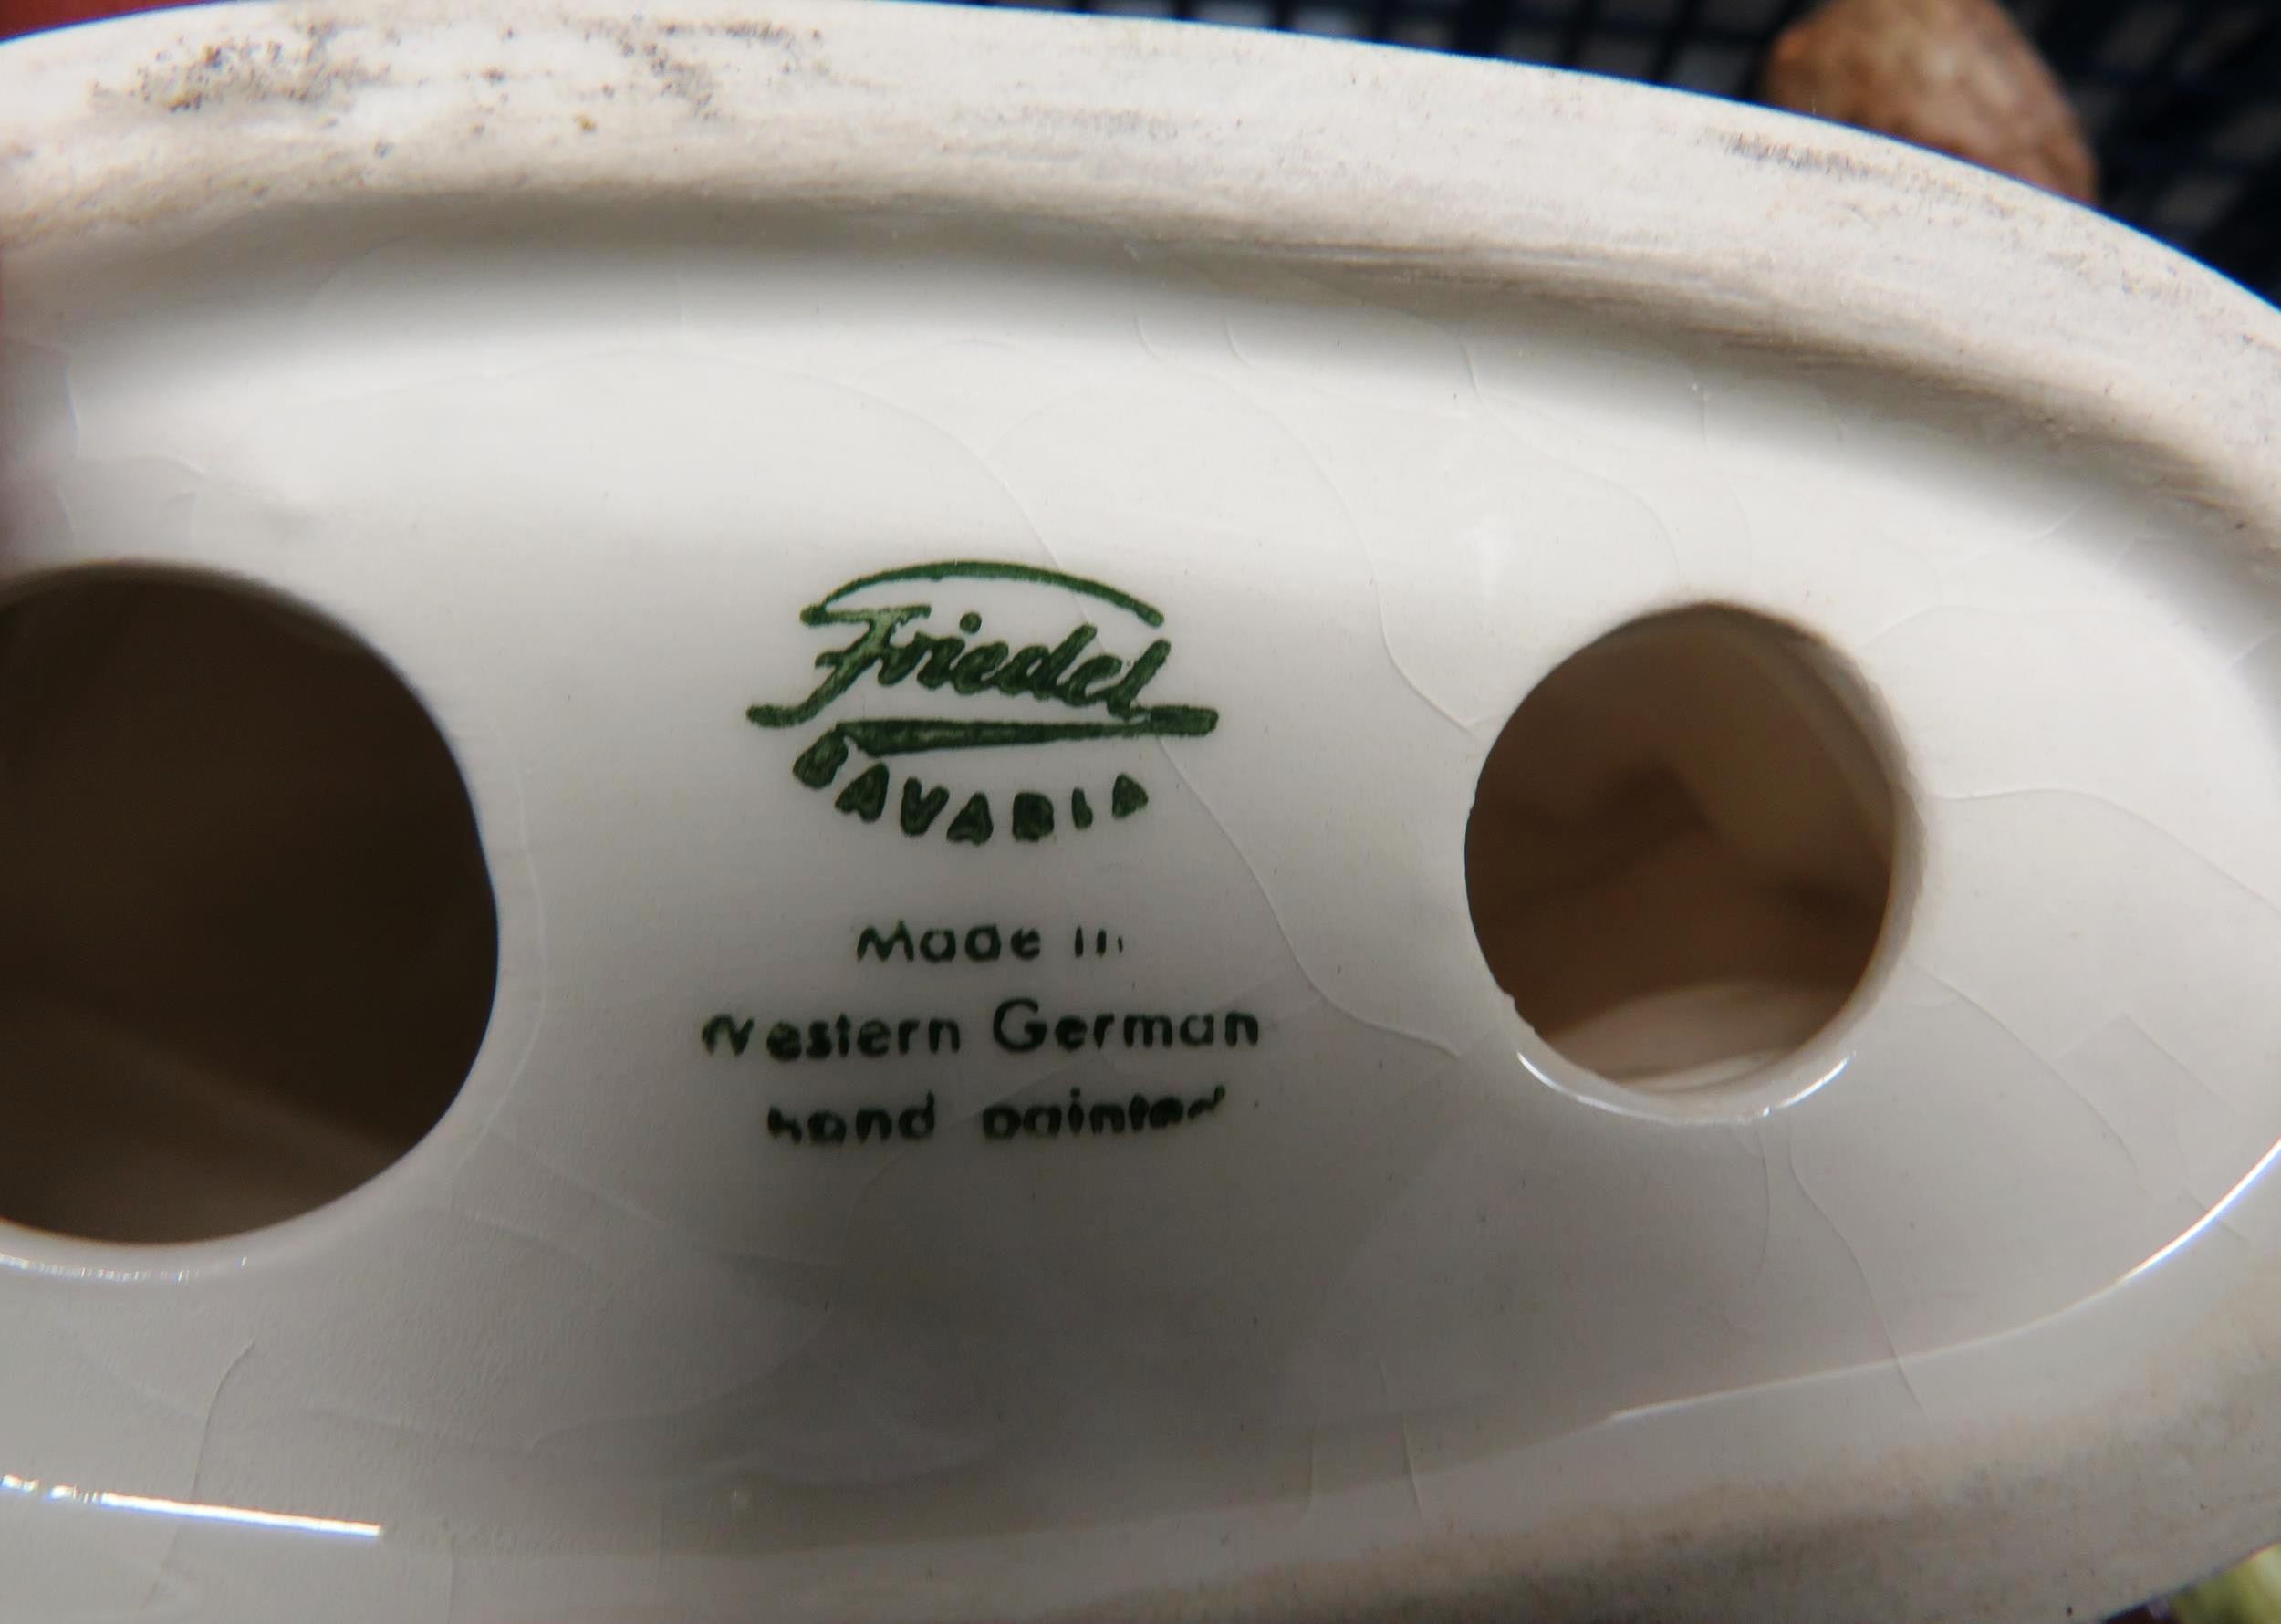 Friedel
BAVARIA
Made in
Western German
hand painted